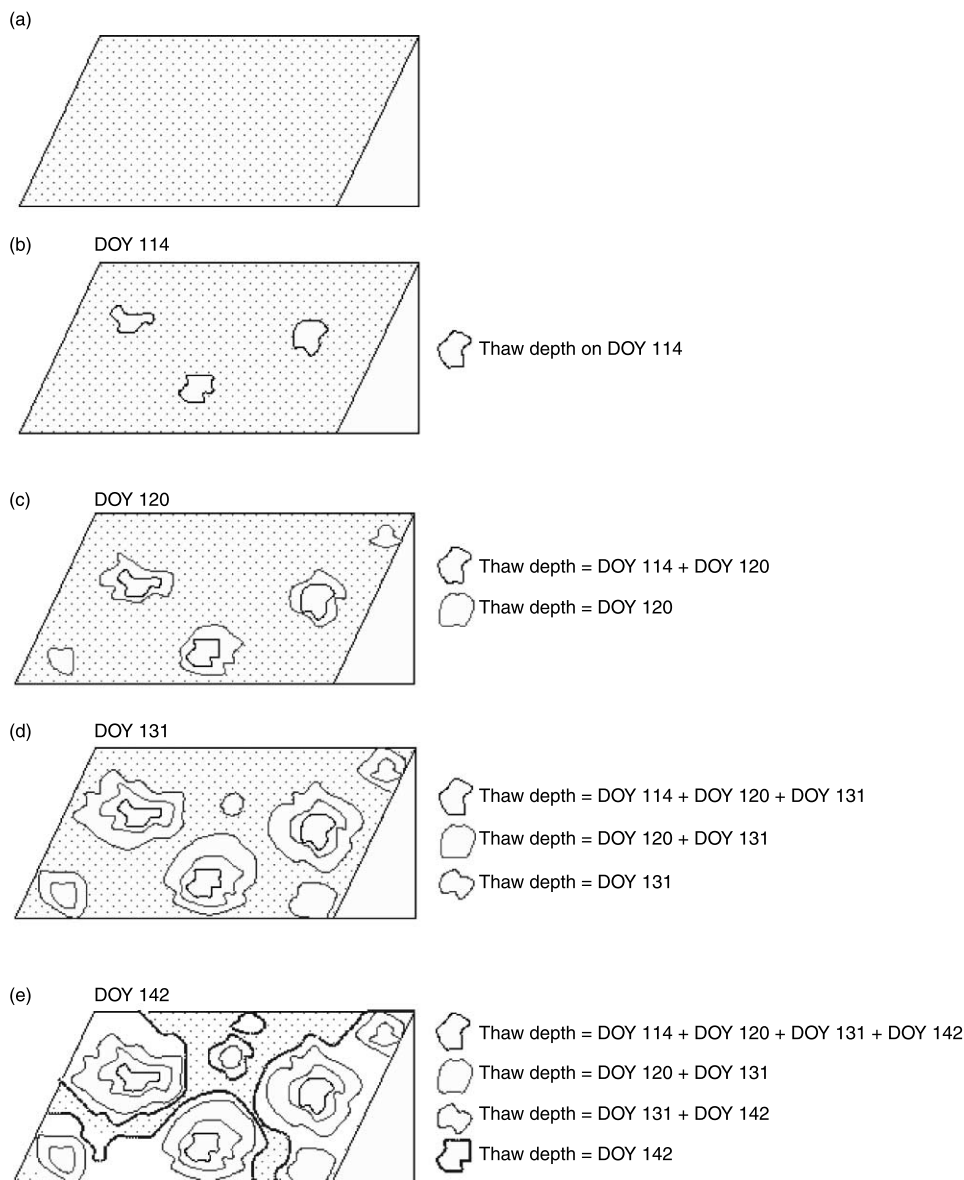 (a)
(b) DOY 114
Thaw depth on DOY 114
(c) DOY 120
Thaw depth = DOY 114 + DOY 120
Thaw depth = DOY 120
(d) DOY 131
Thaw depth = DOY 114 + DOY 120 + DOY 131
Thaw depth = DOY 120 + DOY 131
Thaw depth = DOY 131
(e) DOY 142
Thaw depth = DOY 114 + DOY 120 + DOY 131 + DOY 142
Thaw depth = DOY 120 + DOY 131
Thaw depth = DOY 131 + DOY 142
Thaw depth = DOY 142